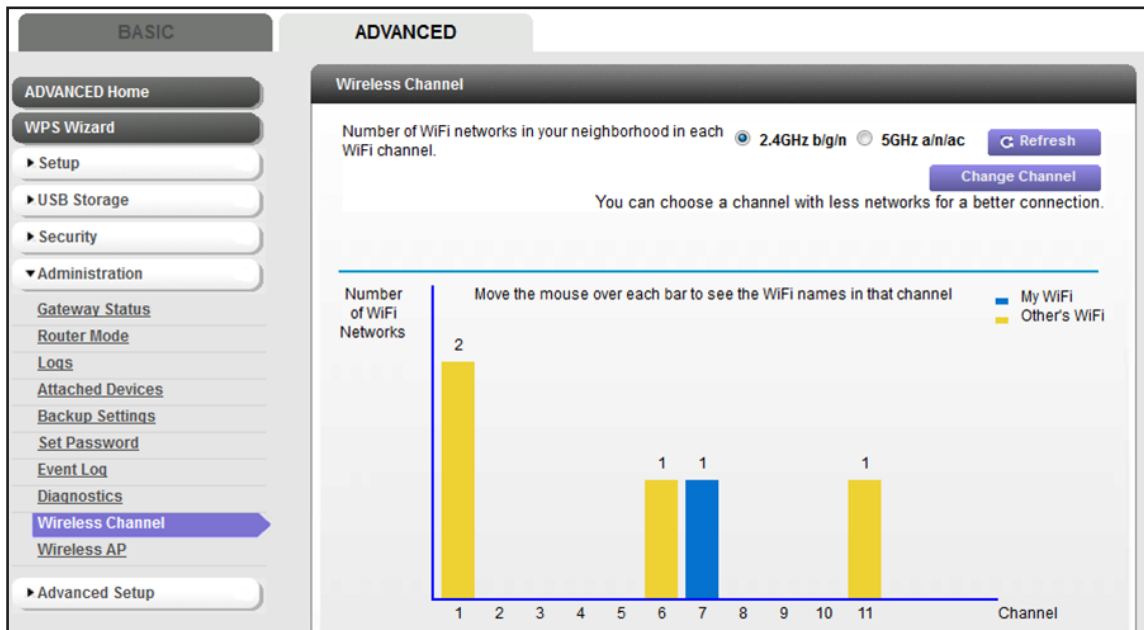 BASIC
ADVANCED
ADVANCED Home
WPS Wizard
Setup
USB Storage
Security
Administration
Gateway Status
Router Mode
Logs
Attached Devices
Backup Settings
Set Password
Event Log
Diagnostics
Wireless Channel
Wireless AP
Advanced Setup
Wireless Channel
Number of WiFi networks in your neighborhood in each
WiFi channel.
2.4GHz b/g/n 5GHz a/n/ac Refresh
Change Channel
You can choose a channel with less networks for a better connection.
Number
of WiFi
Networks
Move the mouse over each bar to see the WiFi names in that channel
My WiFi
Other's WiFi
2
1 1 1
1 2 3 4 5 6 7 8 9 10 11 Channel